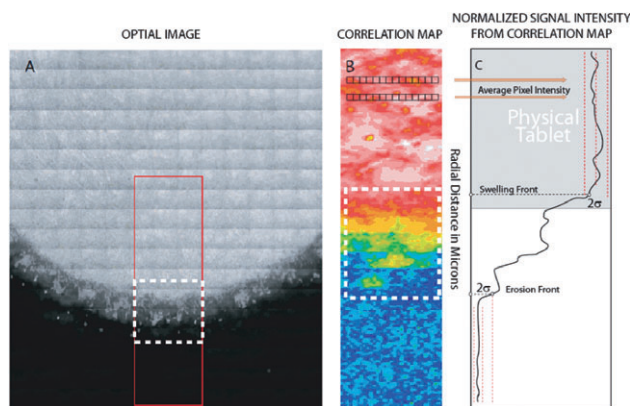 OPTIAL IMAGE
CORRELATION MAP
NORMALIZED SIGNAL INTENSITY
FROM CORRELATION MAP
A
B
C
Average Pixel Intensity
Physical
Tablet
Radial Distance in Microns
Swelling Front
2σ
2σ
Erosion Front